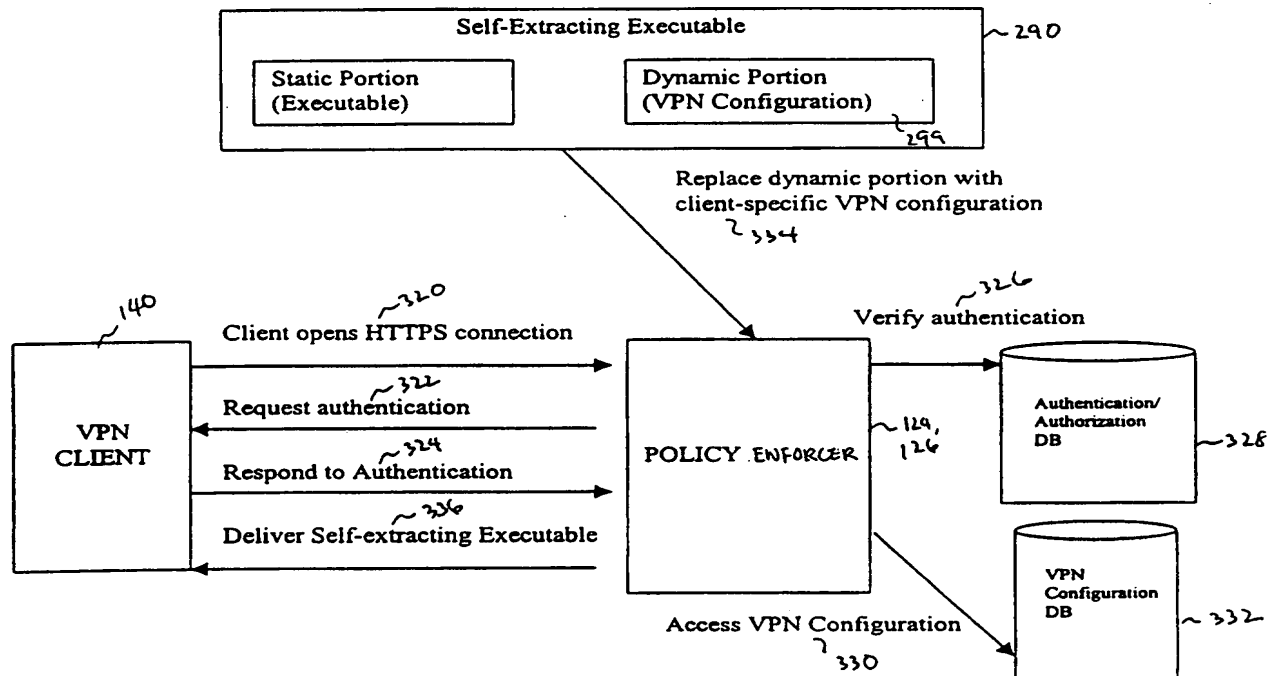 Self-Extracting Executable
290
Static Portion
(Executable)
Dynamic Portion
(VPN Configuration)
299
Replace dynamic portion with
client-specific VPN configuration
334
140
320
326
Client opens HTTPS connection
Verify authentication
322
Request authentication
VPN
CLIENT
324
Respond to Authentication
336
Deliver Self-extracting Executable
POLICY ENFORCER
124,
126
Authentication/
Authorization
DB
328
VPN
Configuration
DB
332
Access VPN Configuration
330